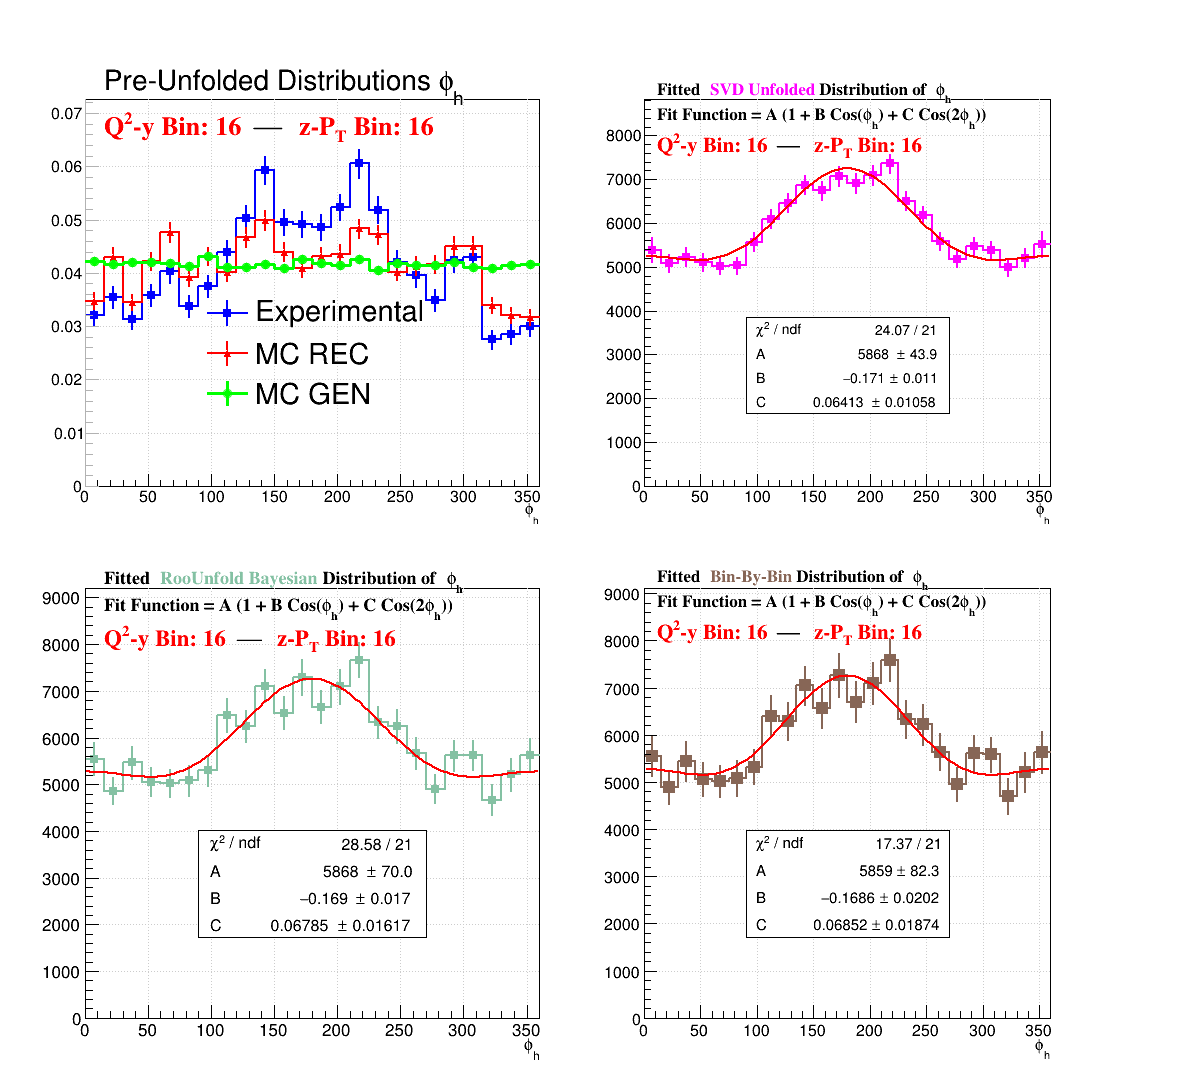 Pre-Unfolded Distributions ϕh
Q²-y Bin: 16 — z-PT Bin: 16
0.07
0.06
0.05
0.04
0.03
0.02
0.01
0
Experimental
MC REC
MC GEN
0 50 100 150 200 250 300 350
ϕh
Fitted SVD Unfolded Distribution of ϕh
Fit Function = A (1 + B Cos(ϕh) + C Cos(2ϕh))
Q²-y Bin: 16 — z-PT Bin: 16
8000
7000
6000
5000
4000
3000
2000
1000
0
χ² / ndf 24.07 / 21
A 5868 ± 43.9
B −0.171 ± 0.011
C 0.06413 ± 0.01058
0 50 100 150 200 250 300 350
ϕh
Fitted RooUnfold Bayesian Distribution of ϕh
Fit Function = A (1 + B Cos(ϕh) + C Cos(2ϕh))
Q²-y Bin: 16 — z-PT Bin: 16
9000
8000
7000
6000
5000
4000
3000
2000
1000
0
χ² / ndf 28.58 / 21
A 5868 ± 70.0
B −0.169 ± 0.017
C 0.06785 ± 0.01617
0 50 100 150 200 250 300 350
ϕh
Fitted Bin-By-Bin Distribution of ϕh
Fit Function = A (1 + B Cos(ϕh) + C Cos(2ϕh))
Q²-y Bin: 16 — z-PT Bin: 16
9000
8000
7000
6000
5000
4000
3000
2000
1000
0
χ² / ndf 17.37 / 21
A 5859 ± 82.3
B −0.1686 ± 0.0202
C 0.06852 ± 0.01874
0 50 100 150 200 250 300 350
ϕh